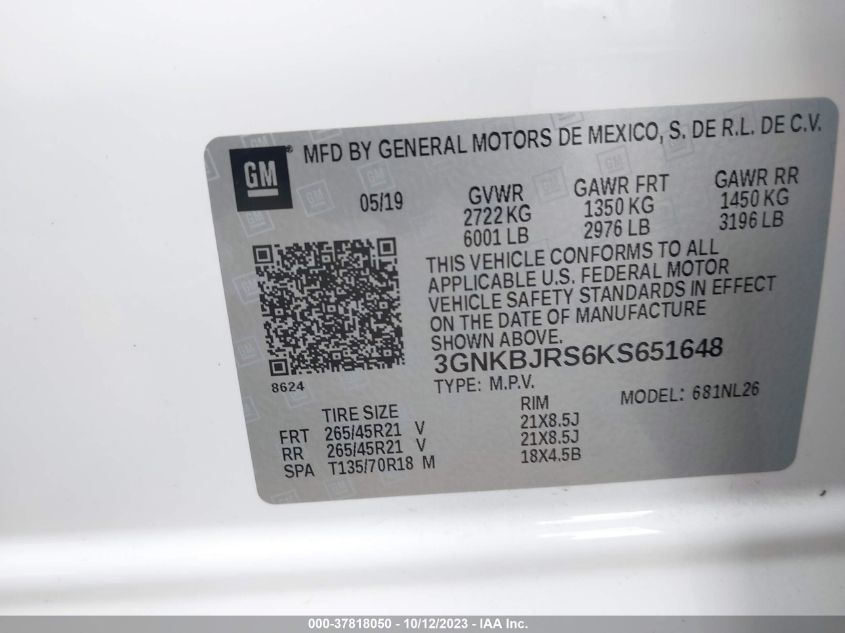 GM® MFD BY GENERAL MOTORS DE MEXICO, S. DE R.L. DE C.V.
05/19 GVWR GAWR FRT GAWR RR
2722 KG 1350 KG 1450 KG
6001 LB 2976 LB 3196 LB
THIS VEHICLE CONFORMS TO ALL
APPLICABLE U.S. FEDERAL MOTOR
VEHICLE SAFETY STANDARDS IN EFFECT
ON THE DATE OF MANUFACTURE
SHOWN ABOVE.
3GNKBJRS6KS651648
8624
TYPE: M.P.V. MODEL: 681NL26
TIRE SIZE RIM
FRT 265/45R21 V 21X8.5J
RR 265/45R21 V 21X8.5J
SPA T135/70R18 M 18X4.5B
000-37818050 - 10/12/2023 - IAA Inc.